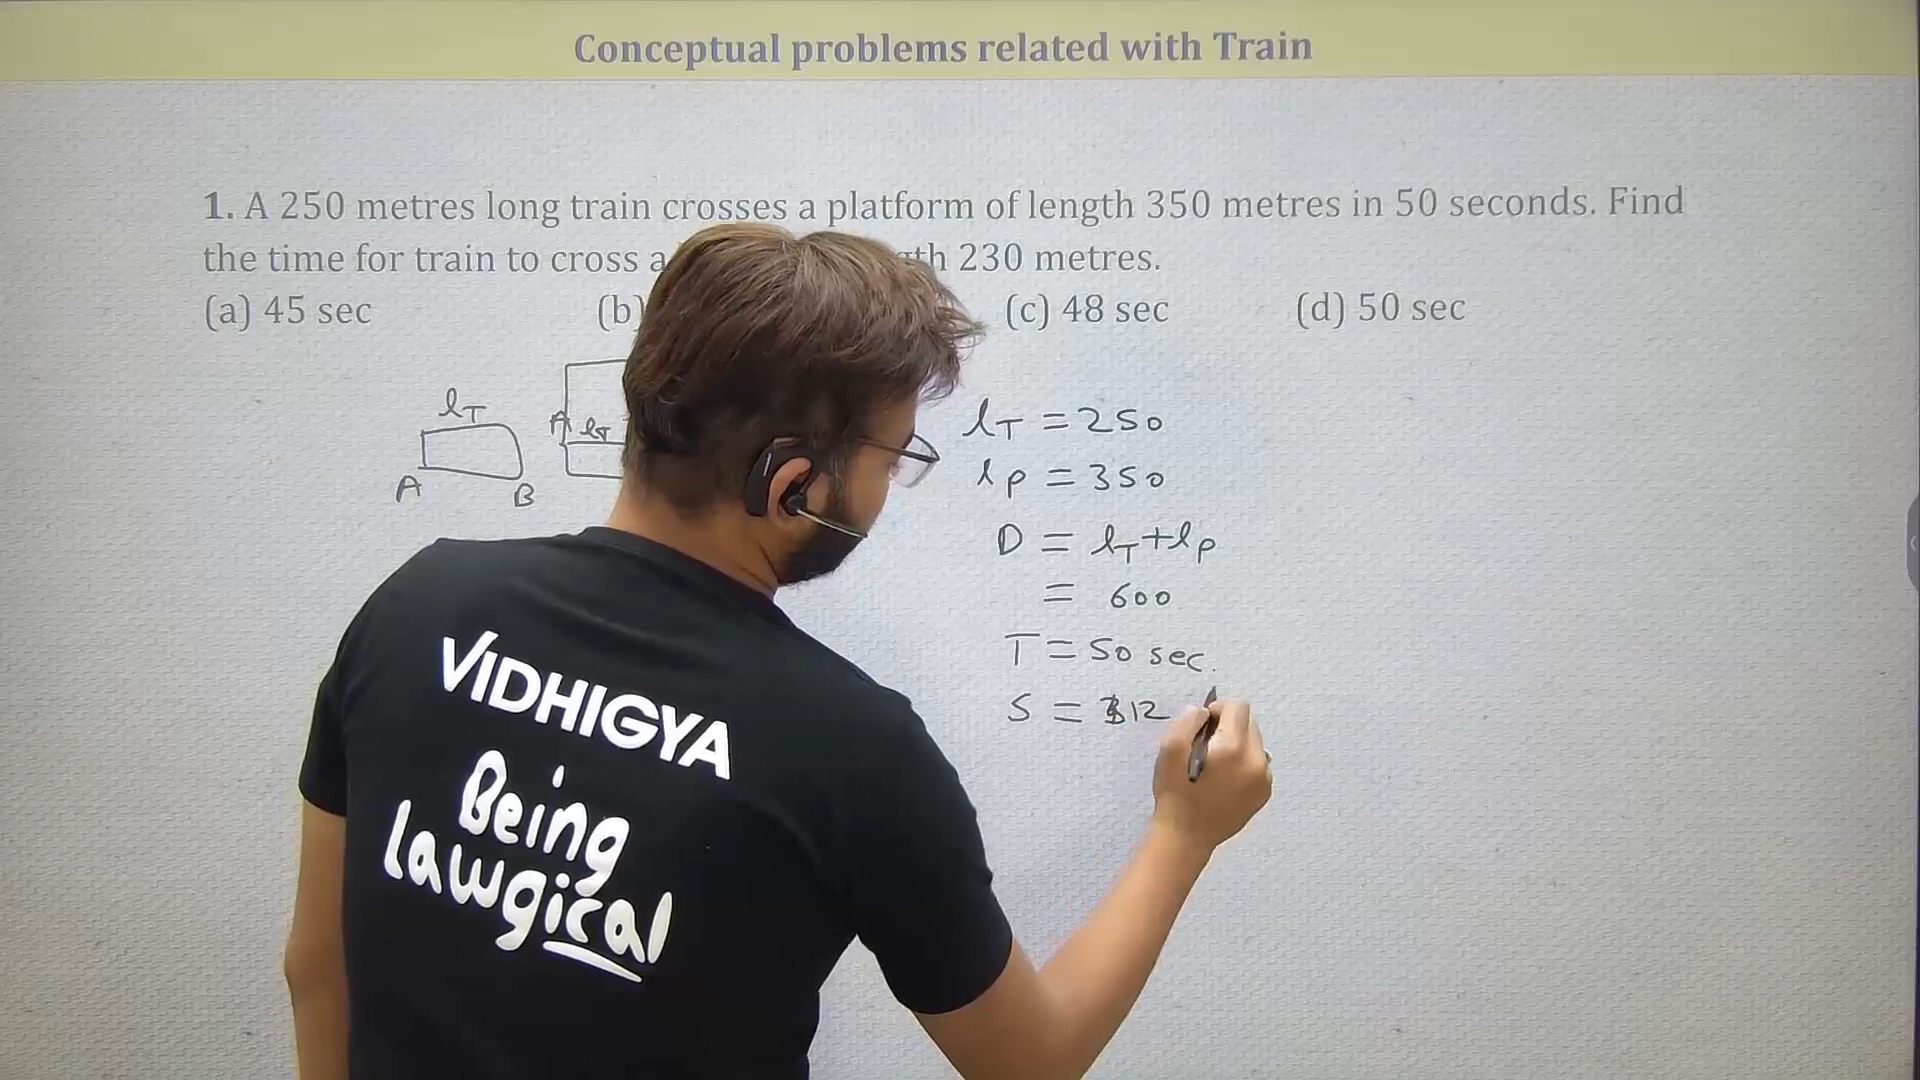 Conceptual problems related with Train
1. A 250 metres long train crosses a platform of length 350 metres in 50 seconds. Find
the time for train to cross a 230 metres.
(a) 45 sec (b) (c) 48 sec (d) 50 sec
lT
A B
A lT
lT = 250
lP = 350
D = lT + lP
= 600
T = 50 sec.
S = 12
VIDHIGYA
Being
Lawgical